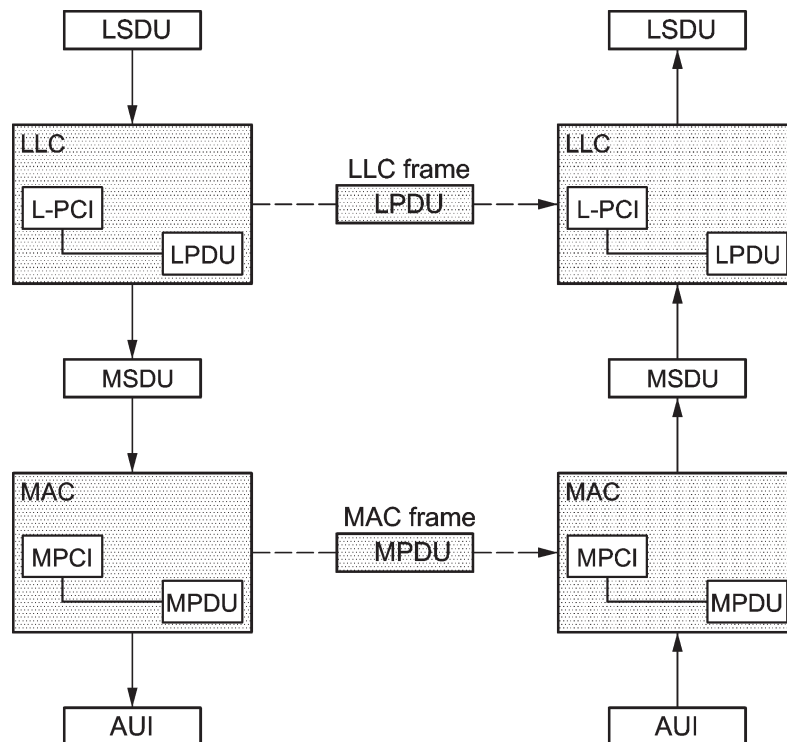 LSDU
LSDU
LLC
LLC
LLC frame
L-PCI
LPDU
L-PCI
LPDU
LPDU
MSDU
MSDU
MAC
MAC
MAC frame
MPCI
MPDU
MPCI
MPDU
MPDU
AUI
AUI